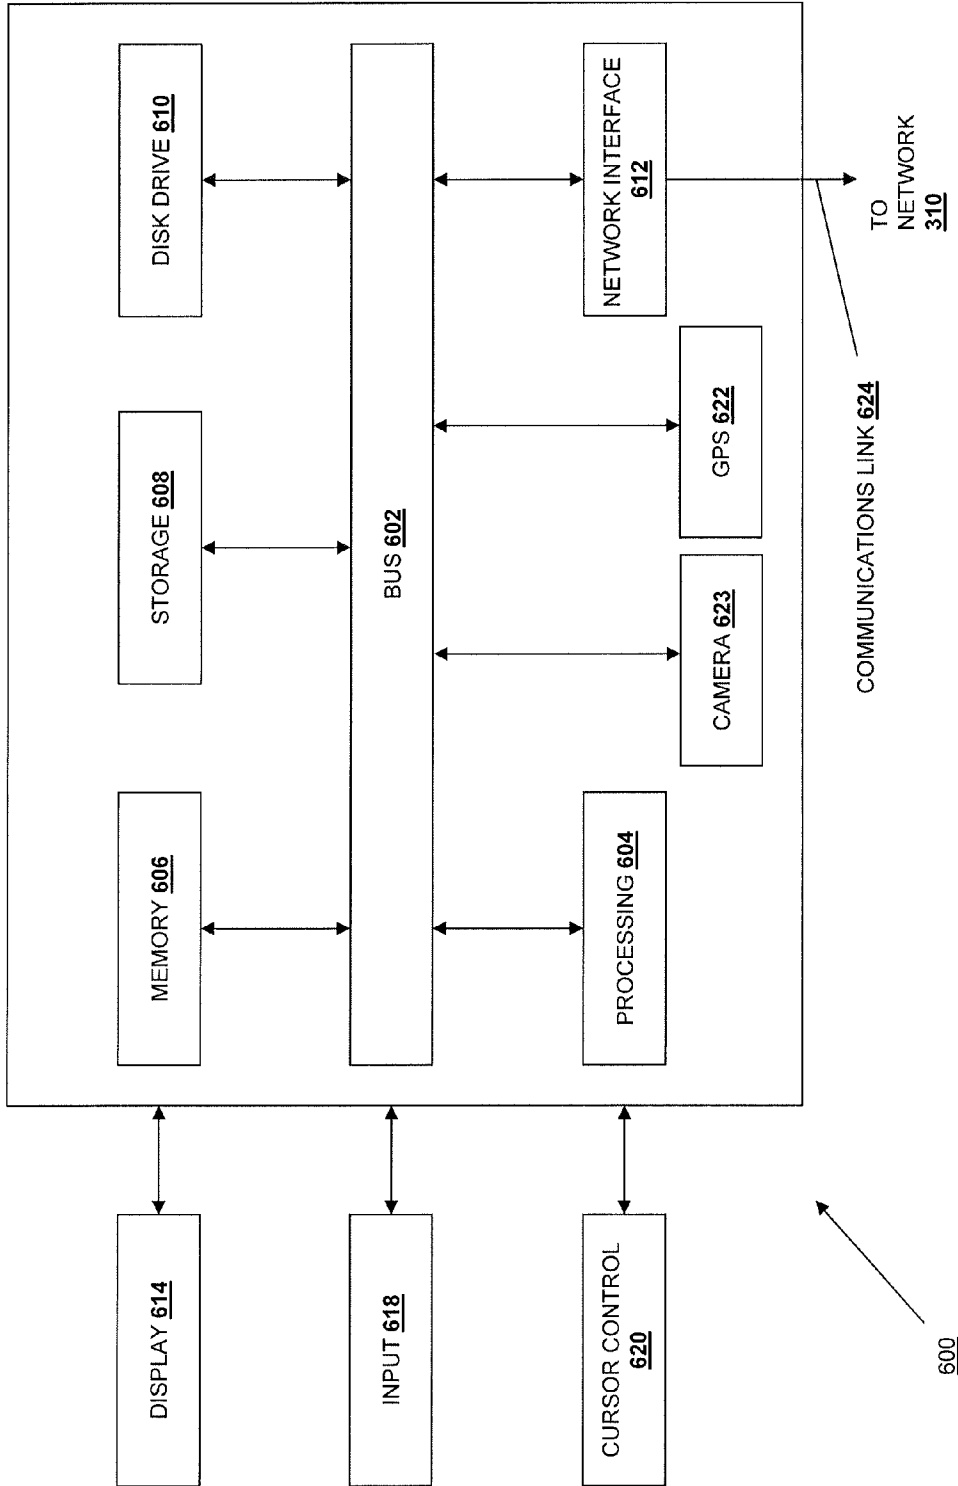 DISPLAY 614
MEMORY 606
STORAGE 608
DISK DRIVE 610
INPUT 618
BUS 602
CURSOR CONTROL
620
PROCESSING 604
CAMERA 623
GPS 622
NETWORK INTERFACE
612
COMMUNICATIONS LINK 624
TO
NETWORK
310
600